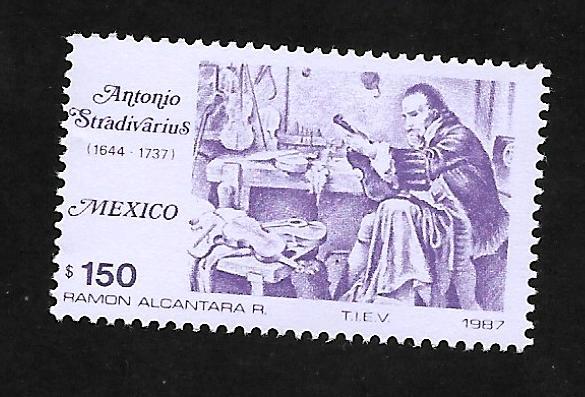 Antonio
Stradivarius
(1644 - 1737)
MEXICO
$ 150
RAMON ALCANTARA R. T.I.E.V. 1987